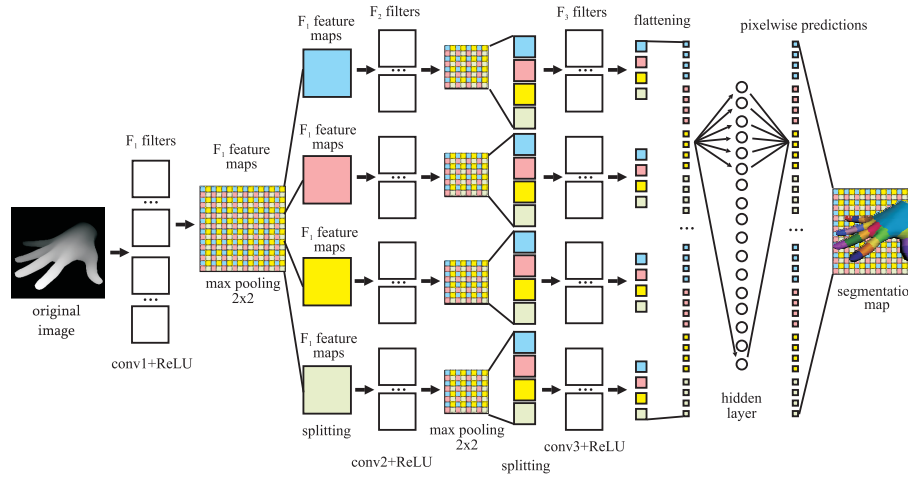 F₁ feature
maps
F₂ filters
F₃ filters
flattening
pixelwise predictions
...
...
F₁ filters
F₁ feature
maps
F₁ feature
maps
...
...
...
max pooling
2x2
original
image
...
F₁ feature
maps
...
...
...
...
segmentation
map
conv1+ReLU
F₁ feature
maps
...
...
splitting
max pooling
2x2
hidden
layer
conv2+ReLU
splitting
conv3+ReLU